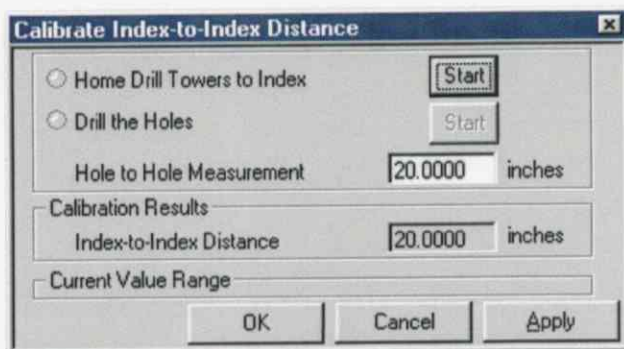 Calibrate Index-to-Index Distance
Home Drill Towers to Index Start
Drill the Holes Start
Hole to Hole Measurement 20.0000 inches
Calibration Results
Index-to-Index Distance 20.0000 inches
Current Value Range
OK Cancel Apply